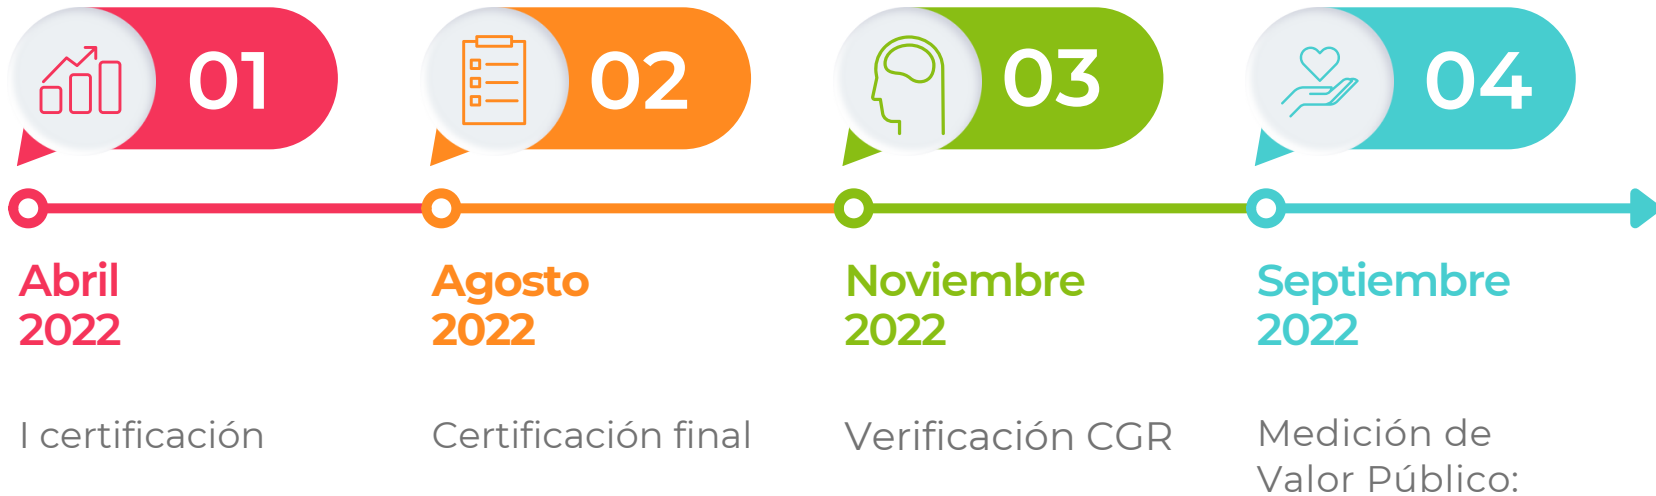 01
02
03
04
Abril
2022
Agosto
2022
Noviembre
2022
Septiembre
2022
I certificación
Certificación final
Verificación CGR
Medición de
Valor Público: